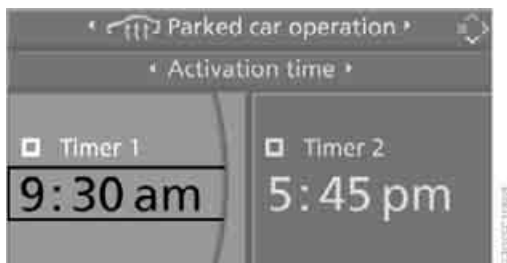 Parked car operation
Activation time
Timer 1
Timer 2
9:30 am
5:45 pm